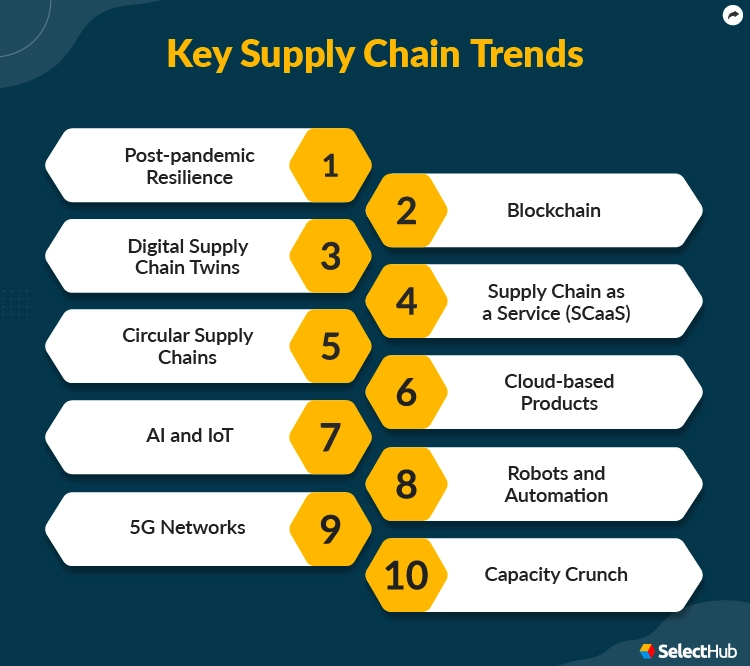 Key Supply Chain Trends
Post-pandemic
Resilience
1
2
Blockchain
Digital Supply
Chain Twins
3
4
Supply Chain as
a Service (SCaaS)
Circular Supply
Chains
5
6
Cloud-based
Products
AI and IoT
7
8
Robots and
Automation
5G Networks
9
10
Capacity Crunch
SelectHub